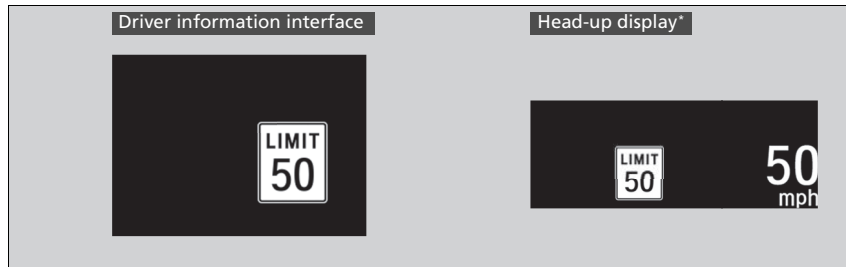 Driver information interface
Head-up display*
LIMIT
50
LIMIT
50
50
mph